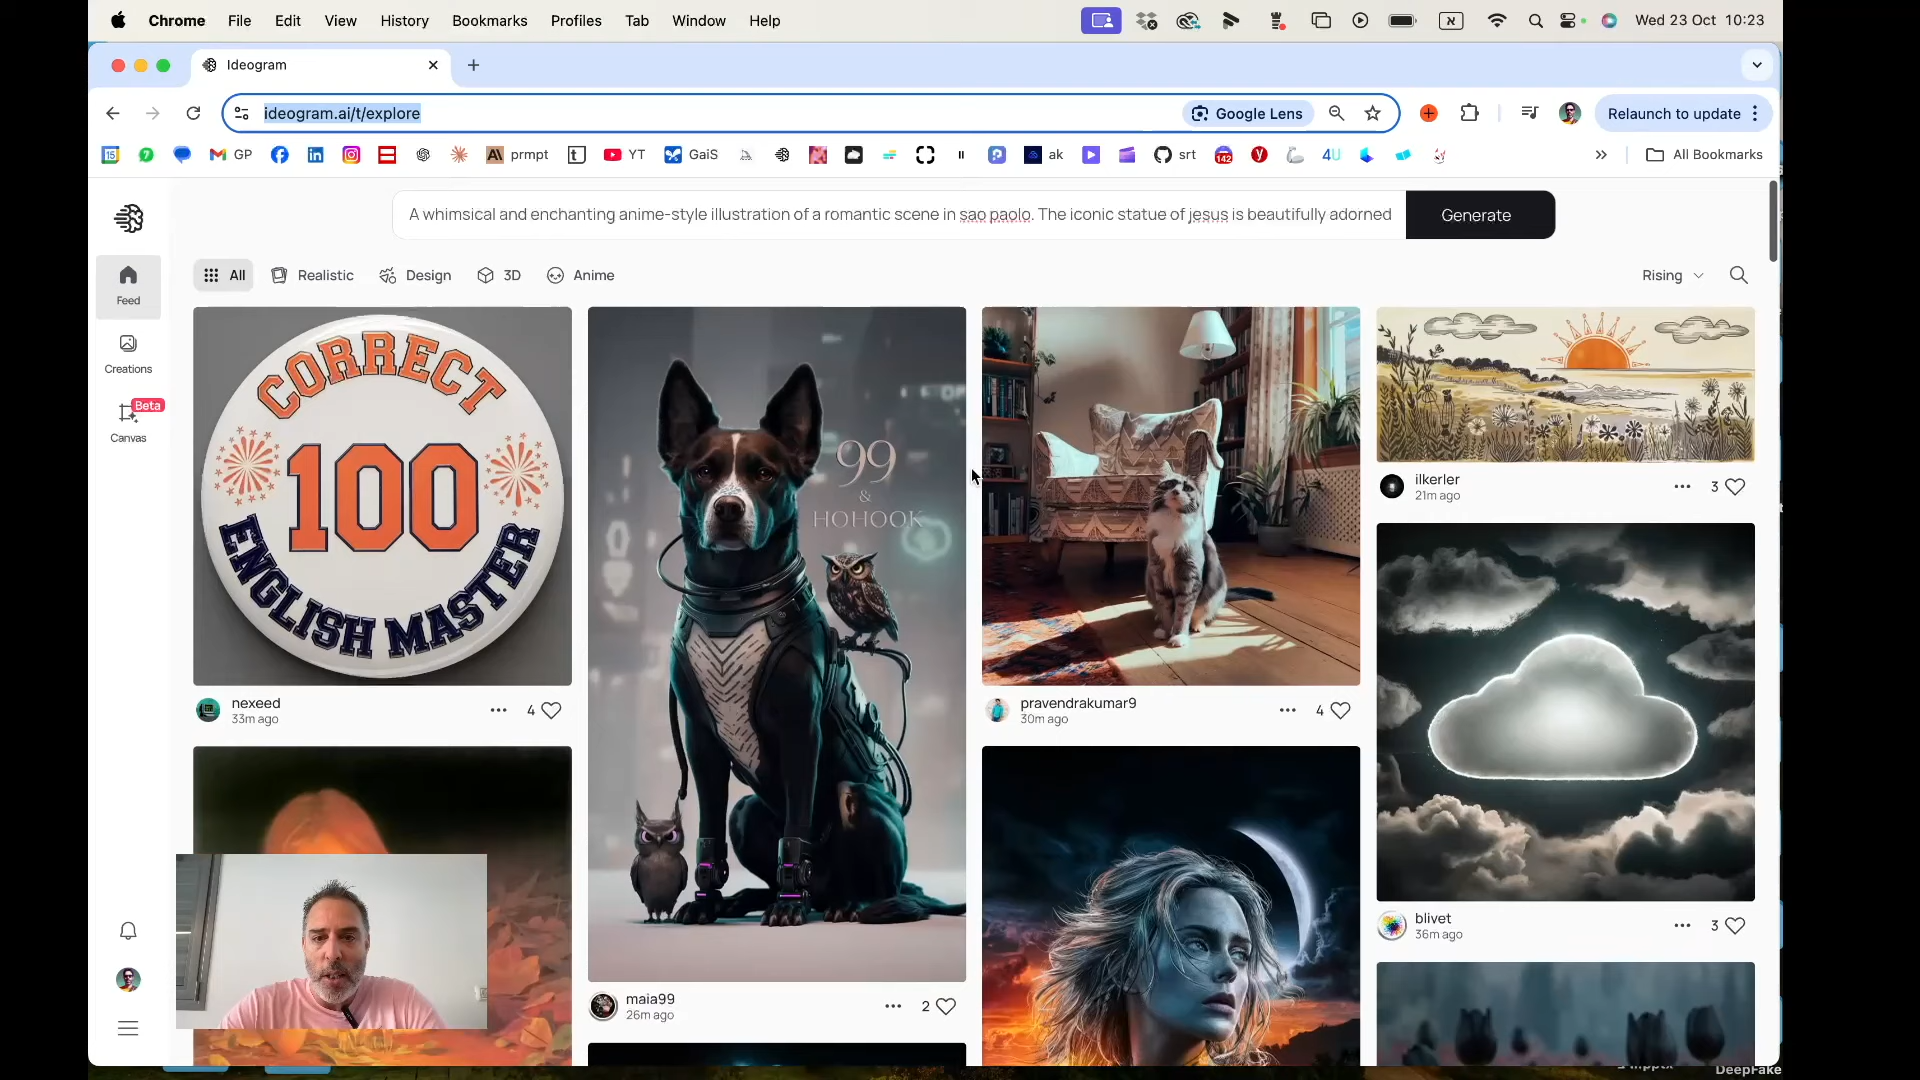 Chrome File Edit View History Bookmarks Profiles Tab Window Help
Wed 23 Oct 10:23
Ideogram
ideogram.ai/t/explore
Google Lens
Relaunch to update
GP
prmpt
YT
GaiS
ak
srt
142
4U
All Bookmarks
A whimsical and enchanting anime-style illustration of a romantic scene in sao paolo. The iconic statue of jesus is beautifully adorned
Generate
All Realistic Design 3D Anime
Rising
Feed
Creations
Beta
Canvas
CORRECT
100
ENGLISH MASTER
nexeed
33m ago
4
99
&
HOHOOK
maia99
26m ago
2
pravendrakumar9
30m ago
4
ilkerler
21m ago
3
blivet
36m ago
3
DeepFake